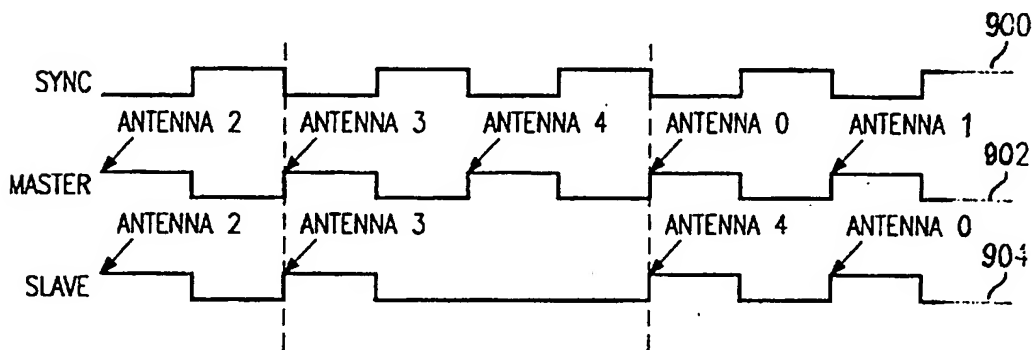 900
SYNC
ANTENNA 2 ANTENNA 3 ANTENNA 4 ANTENNA 0 ANTENNA 1
902
MASTER
ANTENNA 2 ANTENNA 3 ANTENNA 4 ANTENNA 0
904
SLAVE